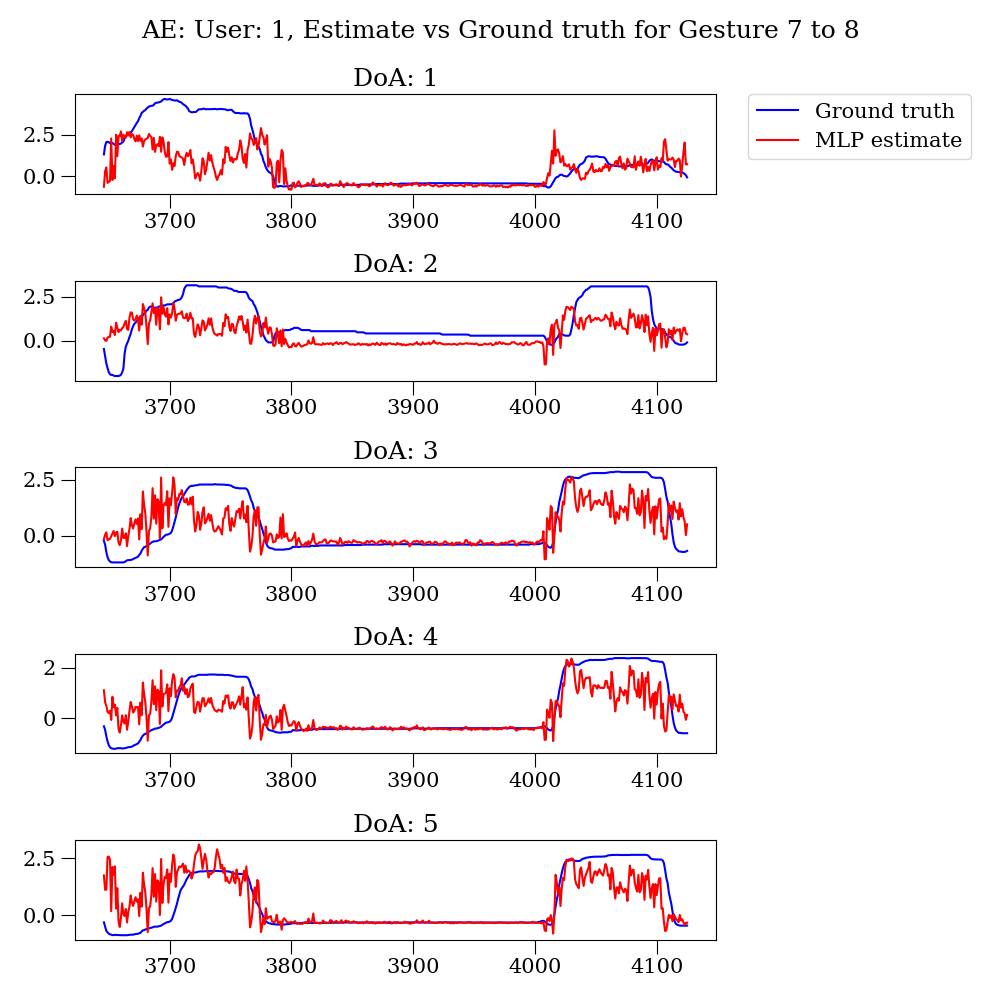 AE: User: 1, Estimate vs Ground truth for Gesture 7 to 8
DoA: 1
Ground truth
MLP estimate
2.5
0.0
3700 3800 3900 4000 4100
DoA: 2
2.5
0.0
3700 3800 3900 4000 4100
DoA: 3
2.5
0.0
3700 3800 3900 4000 4100
DoA: 4
2
0
3700 3800 3900 4000 4100
DoA: 5
2.5
0.0
3700 3800 3900 4000 4100